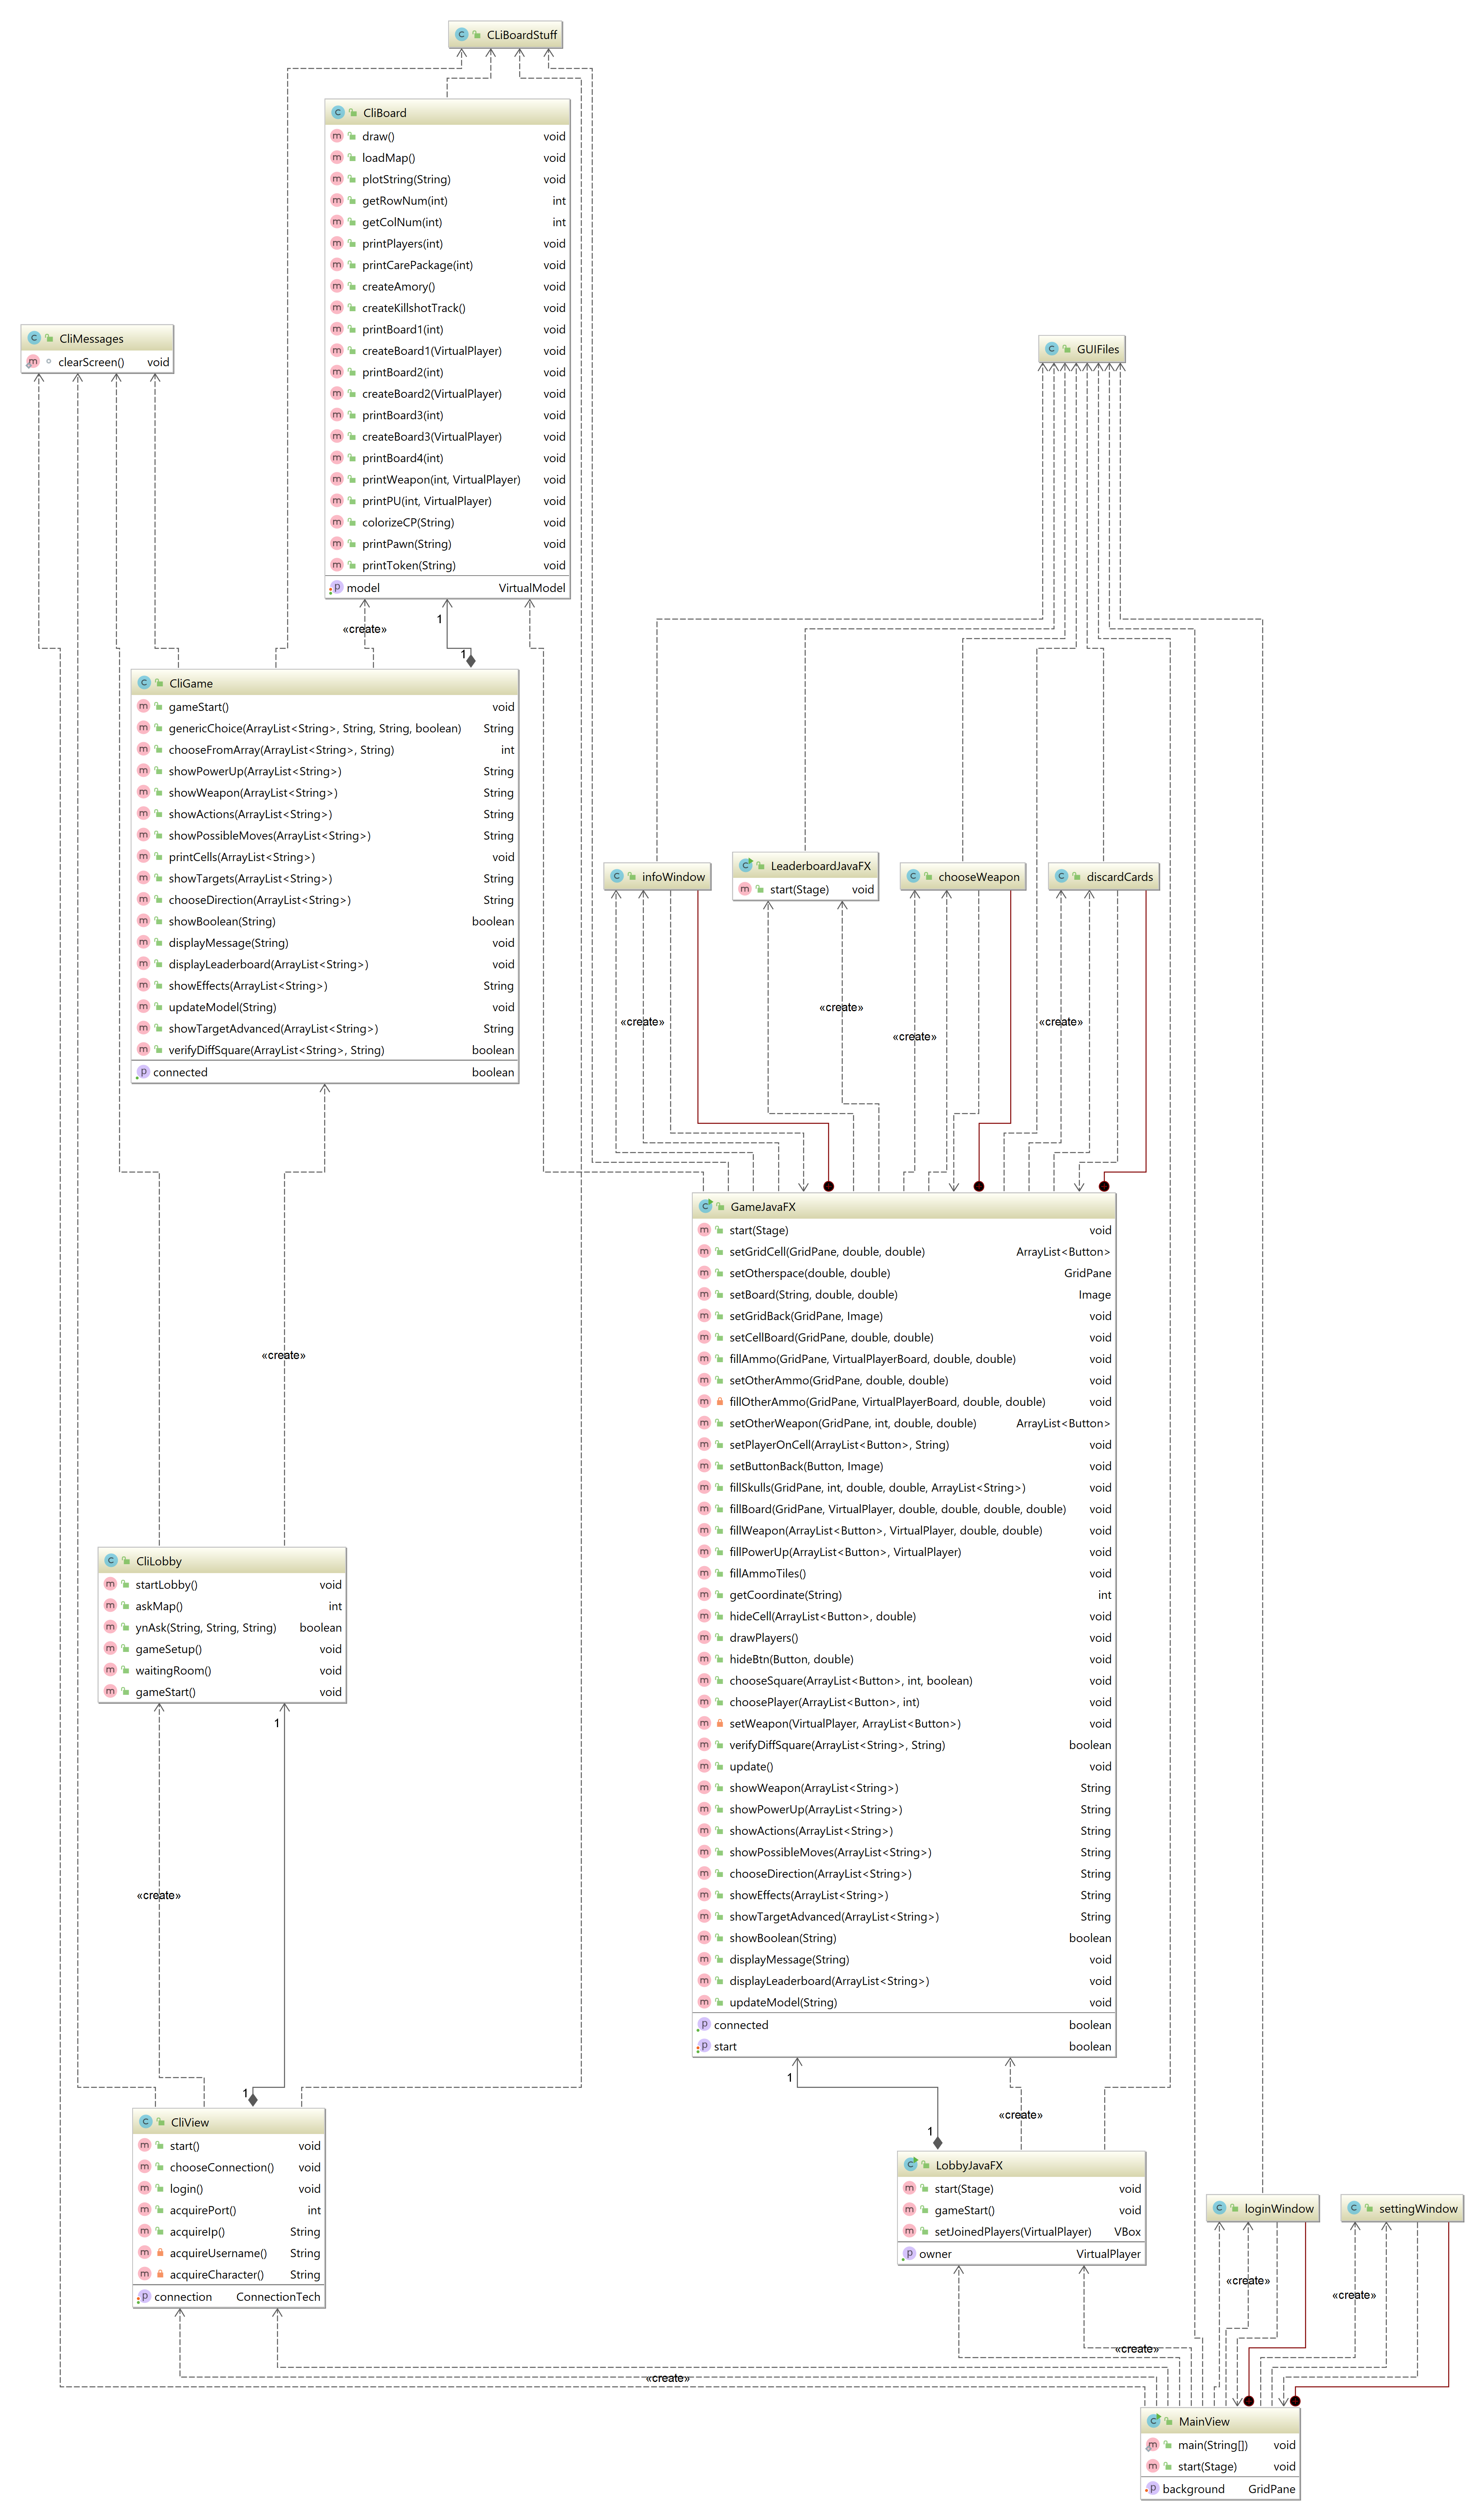 CLiBoardStuff
CliBoard
draw() void
loadMap() void
plotString(String) void
getRowNum(int) int
getColNum(int) int
printPlayers(int) void
printCarePackage(int) void
createAmory() void
createKillshotTrack() void
printBoard1(int) void
createBoard1(VirtualPlayer) void
printBoard2(int) void
createBoard2(VirtualPlayer) void
printBoard3(int) void
createBoard3(VirtualPlayer) void
printBoard4(int) void
printWeapon(int, VirtualPlayer) void
printPU(int, VirtualPlayer) void
colorizeCP(String) void
printPawn(String) void
printToken(String) void
model VirtualModel
CliMessages
clearScreen() void
GUIFiles
1
«create»
1
CliGame
gameStart() void
genericChoice(ArrayList<String>, String, String, boolean) String
chooseFromArray(ArrayList<String>, String) int
showPowerUp(ArrayList<String>) String
showWeapon(ArrayList<String>) String
showActions(ArrayList<String>) String
showPossibleMoves(ArrayList<String>) String
printCells(ArrayList<String>) void
showTargets(ArrayList<String>) String
chooseDirection(ArrayList<String>) String
showBoolean(String) boolean
displayMessage(String) void
displayLeaderboard(ArrayList<String>) void
showEffects(ArrayList<String>) String
updateModel(String) void
showTargetAdvanced(ArrayList<String>) String
verifyDiffSquare(ArrayList<String>, String) boolean
connected boolean
infoWindow
LeaderboardJavaFX
start(Stage) void
chooseWeapon
discardCards
«create»
«create»
«create»
«create»
GameJavaFX
start(Stage) void
setGridCell(GridPane, double, double) ArrayList<Button>
setOtherspace(double, double) GridPane
setBoard(String, double, double) Image
setGridBack(GridPane, Image) void
setCellBoard(GridPane, double, double) void
fillAmmo(GridPane, VirtualPlayerBoard, double, double) void
setOtherAmmo(GridPane, double, double) void
fillOtherAmmo(GridPane, VirtualPlayerBoard, double, double) void
setOtherWeapon(GridPane, int, double, double) ArrayList<Button>
setPlayerOnCell(ArrayList<Button>, String) void
setButtonBack(Button, Image) void
fillSkulls(GridPane, int, double, double, ArrayList<String>) void
fillBoard(GridPane, VirtualPlayer, double, double, double, double) void
fillWeapon(ArrayList<Button>, VirtualPlayer, double, double) void
fillPowerUp(ArrayList<Button>, VirtualPlayer) void
fillAmmoTiles() void
getCoordinate(String) int
hideCell(ArrayList<Button>, double) void
drawPlayers() void
hideBtn(Button, double) void
chooseSquare(ArrayList<Button>, int, boolean) void
choosePlayer(ArrayList<Button>, int) void
setWeapon(VirtualPlayer, ArrayList<Button>) void
verifyDiffSquare(ArrayList<String>, String) boolean
update() void
showWeapon(ArrayList<String>) String
showPowerUp(ArrayList<String>) String
showActions(ArrayList<String>) String
showPossibleMoves(ArrayList<String>) String
chooseDirection(ArrayList<String>) String
showEffects(ArrayList<String>) String
showTargetAdvanced(ArrayList<String>) String
showBoolean(String) boolean
displayMessage(String) void
displayLeaderboard(ArrayList<String>) void
updateModel(String) void
connected boolean
start boolean
«create»
CliLobby
startLobby() void
askMap() int
ynAsk(String, String, String) boolean
gameSetup() void
waitingRoom() void
gameStart() void
1
«create»
1
CliView
start() void
chooseConnection() void
login() void
acquirePort() int
acquireIp() String
acquireUsername() String
acquireCharacter() String
connection ConnectionTech
1
«create»
1
LobbyJavaFX
start(Stage) void
gameStart() void
setJoinedPlayers(VirtualPlayer) VBox
owner VirtualPlayer
loginWindow
settingWindow
«create»
«create»
«create»
«create»
MainView
main(String[]) void
start(Stage) void
background GridPane